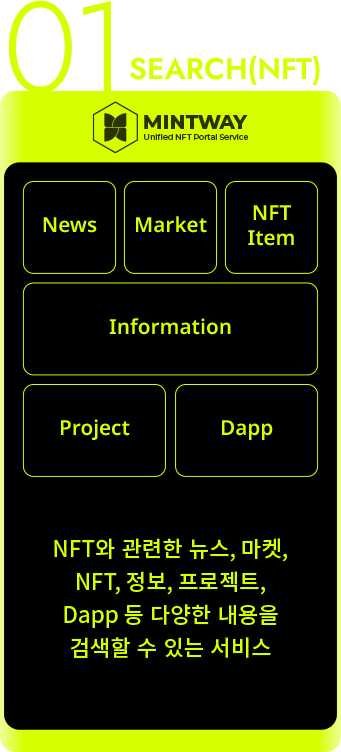 01
SEARCH(NFT)
MINTWAY
Unified NFT Portal Service
News
Market
NFT
Item
Information
Project
Dapp
NFT와 관련한 뉴스, 마켓,
NFT, 정보, 프로젝트,
Dapp 등 다양한 내용을
검색할 수 있는 서비스